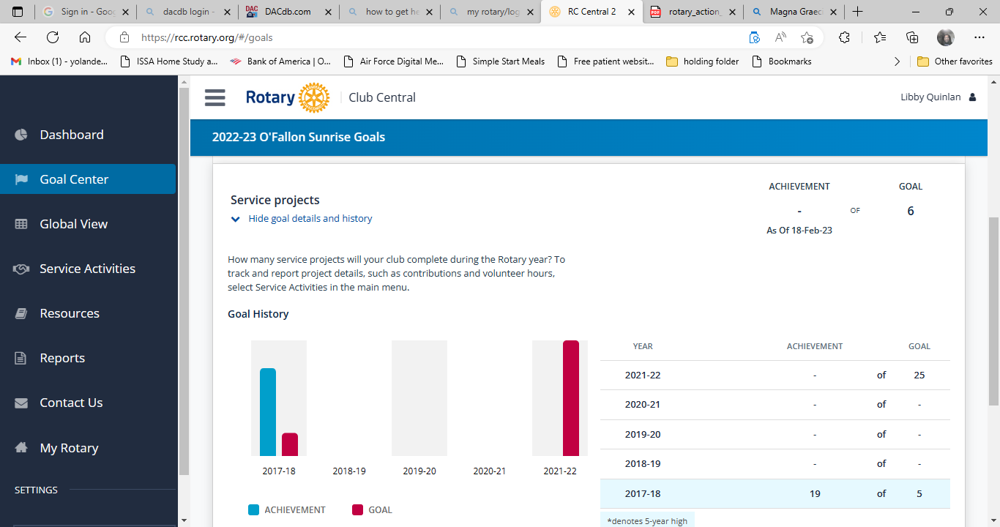 Sign in - Goo
dacdb login -
DACdb.com
how to get he
my rotary/log
RC Central 2
rotary_action_
Magna Graec
https://rcc.rotary.org/#/goals
Inbox (1) - yolande...
ISSA Home Study a...
Bank of America | O...
Air Force Digital Me...
Simple Start Meals
Free patient websit...
holding folder
Bookmarks
Other favorites
Dashboard
Goal Center
Global View
Service Activities
Resources
Reports
Contact Us
My Rotary
SETTINGS
Rotary
Club Central
Libby Quinlan
2022-23 O'Fallon Sunrise Goals
Service projects
Hide goal details and history
ACHIEVEMENT GOAL
- OF 6
As Of 18-Feb-23
How many service projects will your club complete during the Rotary year? To
track and report project details, such as contributions and volunteer hours,
select Service Activities in the main menu.
Goal History
2017-18 2018-19 2019-20 2020-21 2021-22
ACHIEVEMENT GOAL
YEAR ACHIEVEMENT GOAL
2021-22 - of 25
2020-21 - of -
2019-20 - of -
2018-19 - of -
2017-18 19 of 5
*denotes 5-year high